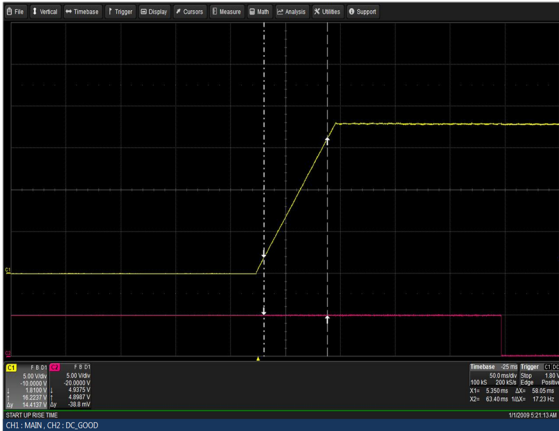 File Vertical Timebase Trigger Display Cursors Measure Math Analysis Utilities Support
C1
C2
C1 F B D1 C2 F B D1
5.00 V/div 5.00 V/div
-10.0000 V -20.0000 V
1.8100 V 4.9375 V
16.2237 V 4.8987 V
Δy 14.4137 V Δy -38.8 mV
Timebase -25 ms Trigger C1 DC
50.0 ms/div Stop 1.80 V
100 kS 200 kS/s Edge Positive
X1= 5.350 ms ΔX= 58.05 ms
X2= 63.40 ms 1/ΔX= 17.23 Hz
START UP RISE TIME 1/1/2009 5:21:13 AM
CH1 : MAIN , CH2 : DC_GOOD